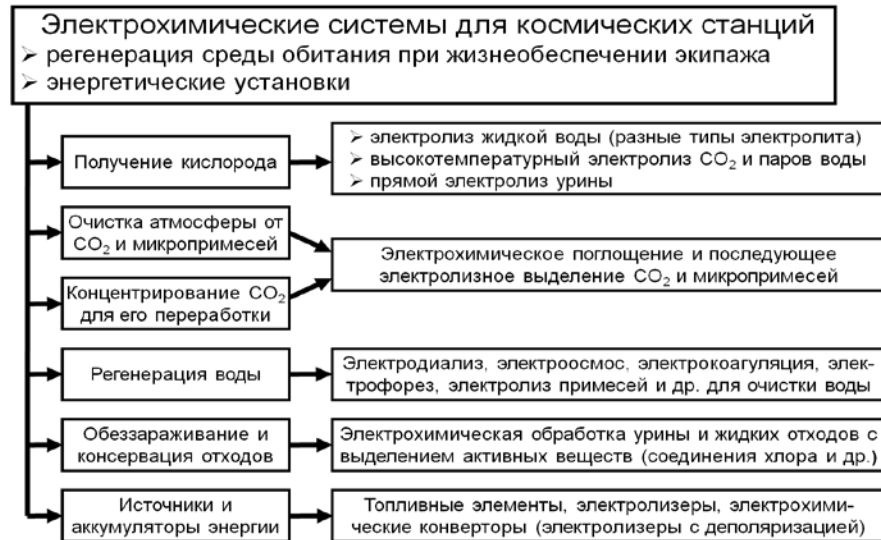 Электрохимические системы для космических станций
➢ регенерация среды обитания при жизнеобеспечении экипажа
➢ энергетические установки
Получение кислорода
➢ электролиз жидкой воды (разные типы электролита)
➢ высокотемпературный электролиз CO₂ и паров воды
➢ прямой электролиз урины
Очистка атмосферы от
CO₂ и микропримесей
Концентрирование CO₂
для его переработки
Электрохимическое поглощение и последующее
электролизное выделение CO₂ и микропримесей
Регенерация воды
Электродиализ, электроосмос, электрокоагуляция, элек-
трофорез, электролиз примесей и др. для очистки воды
Обеззараживание и
консервация отходов
Электрохимическая обработка урины и жидких отходов с
выделением активных веществ (соединения хлора и др.)
Источники и
аккумуляторы энергии
Топливные элементы, электролизеры, электрохими-
ческие конверторы (электролизеры с деполяризацией)